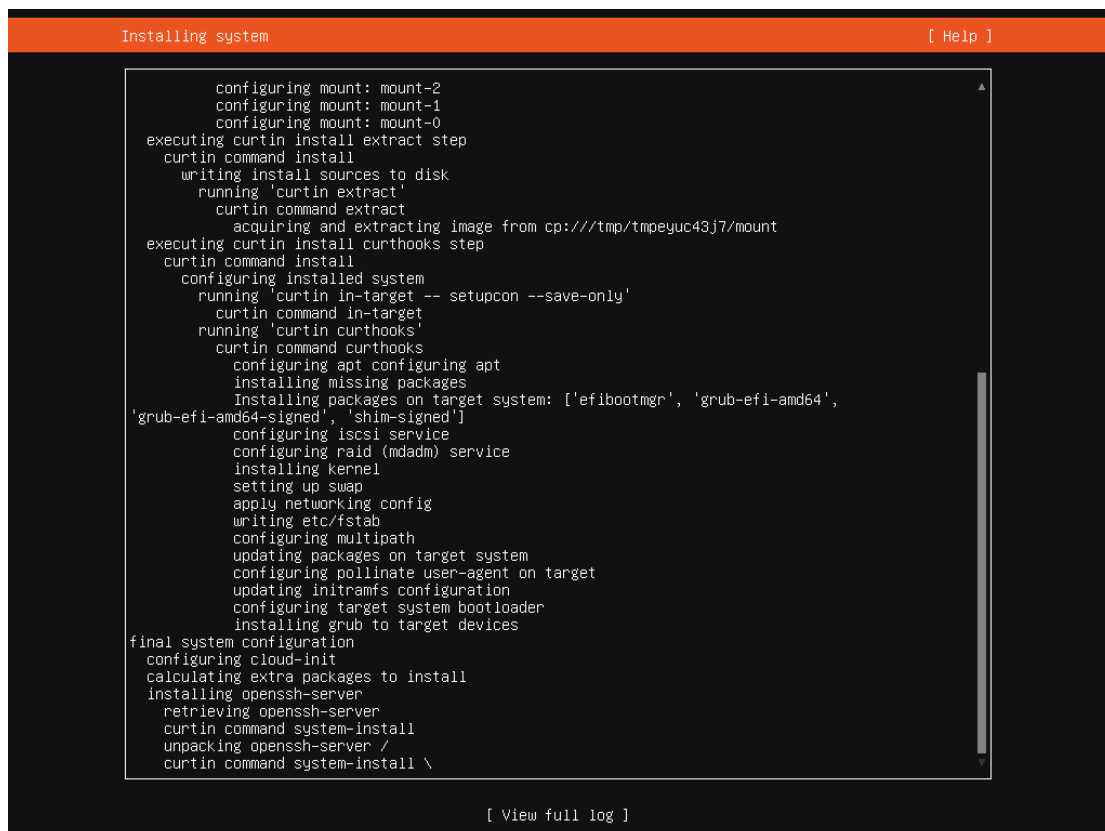 Installing system [ Help ]
configuring mount: mount-2
configuring mount: mount-1
configuring mount: mount-0
executing curtin install extract step
curtin command install
writing install sources to disk
running 'curtin extract'
curtin command extract
acquiring and extracting image from cp:///tmp/tmpeyuc43j7/mount
executing curtin install curthooks step
curtin command install
configuring installed system
running 'curtin in-target -- setupcon --save-only'
curtin command in-target
running 'curtin curthooks'
curtin command curthooks
configuring apt configuring apt
installing missing packages
Installing packages on target system: ['efibootmgr', 'grub-efi-amd64',
'grub-efi-amd64-signed', 'shim-signed']
configuring iscsi service
configuring raid (mdadm) service
installing kernel
setting up swap
apply networking config
writing etc/fstab
configuring multipath
updating packages on target system
configuring pollinate user-agent on target
updating initramfs configuration
configuring target system bootloader
installing grub to target devices
final system configuration
configuring cloud-init
calculating extra packages to install
installing openssh-server
retrieving openssh-server
curtin command system-install
unpacking openssh-server /
curtin command system-install \
[ View full log ]